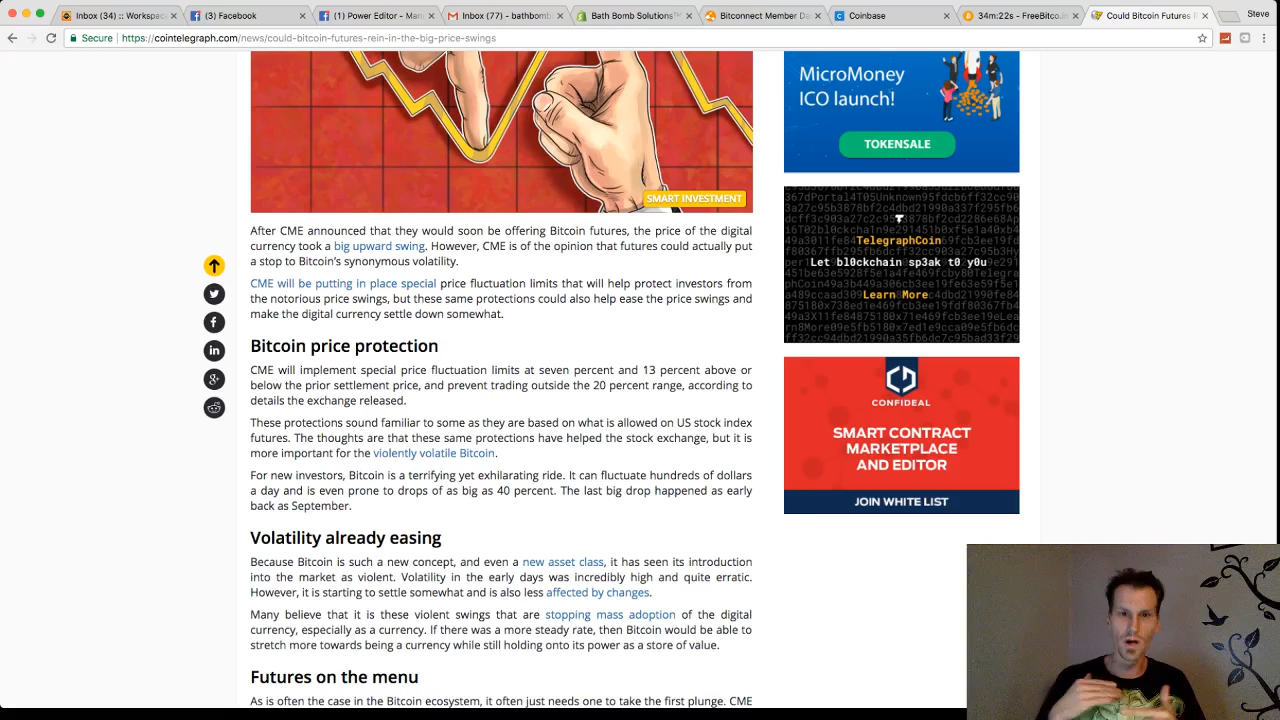 Inbox (34) - Workspa
(3) Facebook
(3) Power Editor - Man
Inbox (77) - bathbomb
Bath Bomb Solutions™
Bitconnect Member Da
Coinbase
34m:22s - FreeBitco.i
Could Bitcoin Futures R
Steve
Secure
https://cointelegraph.com/news/could-bitcoin-futures-rein-in-the-big-price-swings
SMART INVESTMENT
After CME announced that they would soon be offering Bitcoin futures, the price of the digital
currency took a big upward swing. However, CME is of the opinion that futures could actually put
a stop to Bitcoin's synonymous volatility.
CME will be putting in place special price fluctuation limits that will help protect investors from
the notorious price swings, but these same protections could also help ease the price swings and
make the digital currency settle down somewhat.
Bitcoin price protection
CME will implement special price fluctuation limits at seven percent and 13 percent above or
below the prior settlement price, and prevent trading outside the 20 percent range, according to
details the exchange released.
These protections sound familiar to some as they are based on what is allowed on US stock index
futures. The thoughts are that these same protections have helped the stock exchange, but it is
more important for the violently volatile Bitcoin.
For new investors, Bitcoin is a terrifying yet exhilarating ride. It can fluctuate hundreds of dollars
a day and is even prone to drops of as big as 40 percent. The last big drop happened as early
back as September.
Volatility already easing
Because Bitcoin is such a new concept, and even a new asset class, it has seen its introduction
into the market as violent. Volatility in the early days was incredibly high and quite erratic.
However, it is starting to settle somewhat and is also less affected by changes.
Many believe that it is these violent swings that are stopping mass adoption of the digital
currency, especially as a currency. If there was a more steady rate, then Bitcoin would be able to
stretch more towards being a currency while still holding onto its power as a store of value.
Futures on the menu
As is often the case in the Bitcoin ecosystem, it often just needs one to take the first plunge. CME
MicroMoney
ICO launch!
TOKENSALE
TelegraphCoin
Let bl0ckchain sp3ak t0 y0u
Learn More
CONFIDEAL
SMART CONTRACT
MARKETPLACE
AND EDITOR
JOIN WHITE LIST